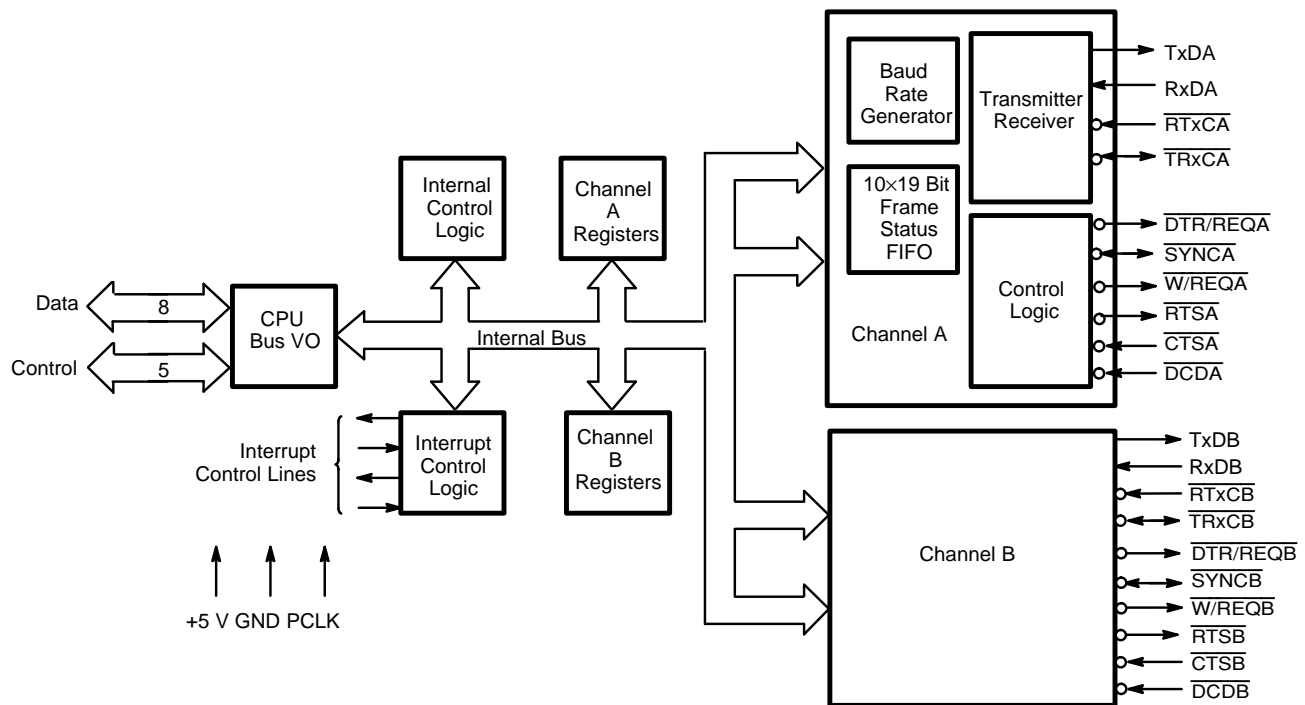 Baud
Rate
Generator
Transmitter
Receiver
10×19 Bit
Frame
Status
FIFO
Control
Logic
Channel A
TxDA
RxDA
RTxCA
TRxCA
DTR/REQA
SYNCA
W/REQA
RTSA
CTSA
DCDA
Internal
Control
Logic
Channel
A
Registers
Data
8
Control
5
CPU
Bus VO
Internal Bus
Interrupt
Control Lines
Interrupt
Control
Logic
Channel
B
Registers
+5 V GND PCLK
Channel B
TxDB
RxDB
RTxCB
TRxCB
DTR/REQB
SYNCB
W/REQB
RTSB
CTSB
DCDB